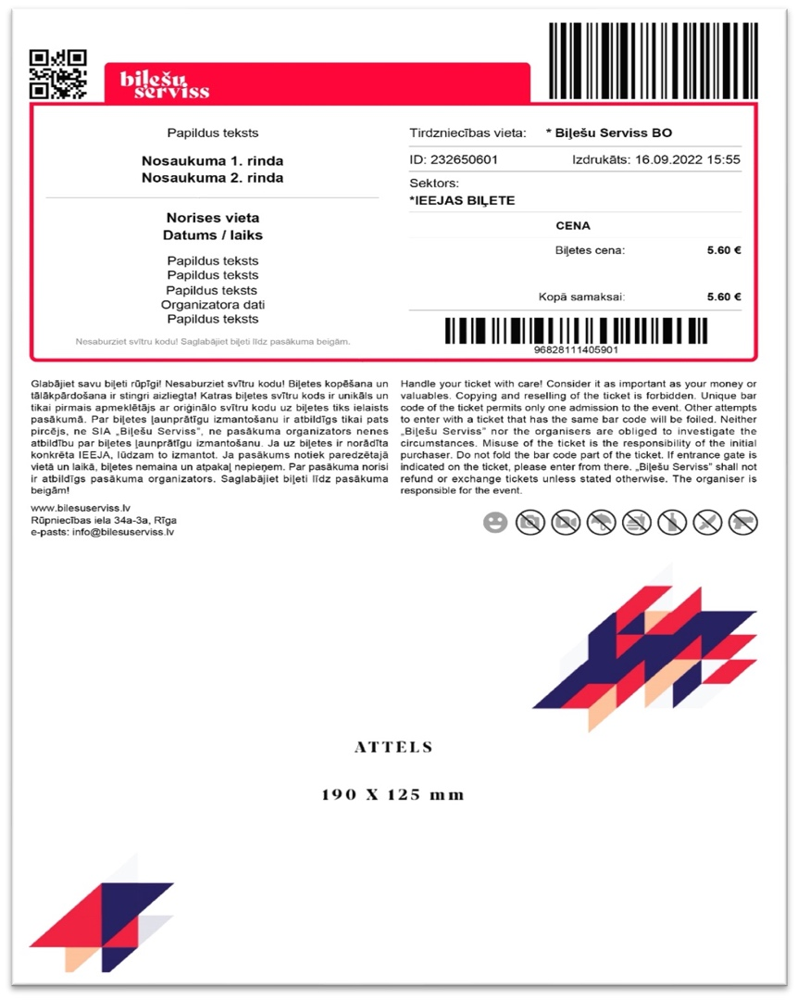 biļešu
serviss
Papildus teksts
Nosaukuma 1. rinda
Nosaukuma 2. rinda
Norises vieta
Datums / laiks
Papildus teksts
Papildus teksts
Papildus teksts
Organizatora dati
Papildus teksts
Nesaburziet svītru kodu! Saglabājiet biļeti līdz pasākuma beigām.
Tirdzniecības vieta: * Biļešu Serviss BO
ID: 232650601 Izdrukāts: 16.09.2022 15:55
Sektors:
*IEEJAS BIĻETE
CENA
Biļetes cena: 5.60 €
Kopā samaksai: 5.60 €
96828111405901
Glabājiet savu biļeti rūpīgi! Nesaburziet svītru kodu! Biļetes kopēšana un
tālākpārdošana ir stingri aizliegta! Katras biļetes svītru kods ir unikāls un
tikai pirmais apmeklētājs ar oriģinālo svītru kodu uz biļetes tiks ielaists
pasākumā. Par biļetes ļaunprātīgu izmantošanu ir atbildīgs tikai pats
pircējs, ne SIA „Biļešu Serviss”, ne pasākuma organizators nenes
atbildību par biļetes ļaunprātīgu izmantošanu. Ja uz biļetes ir norādīta
konkrēta IEEJA, lūdzam to izmantot. Ja pasākums notiek paredzētajā
vietā un laikā, biļetes nemaina un atpakaļ nepieņem. Par pasākuma norisi
ir atbildīgs pasākuma organizators. Saglabājiet biļeti līdz pasākuma
beigām!
www.bilesuserviss.lv
Rūpniecības iela 34a-3a, Rīga
e-pasts: info@bilesuserviss.lv
Handle your ticket with care! Consider it as important as your money or
valuables. Copying and reselling of the ticket is forbidden. Unique bar
code of the ticket permits only one admission to the event. Other attempts
to enter with a ticket that has the same bar code will be foiled. Neither
„Biļešu Serviss” nor the organisers are obliged to investigate the
circumstances. Misuse of the ticket is the responsibility of the initial
purchaser. Do not fold the bar code part of the ticket. If entrance gate is
indicated on the ticket, please enter from there. „Biļešu Serviss” shall not
refund or exchange tickets unless stated otherwise. The organiser is
responsible for the event.
ATTĒLS
190 X 125 mm